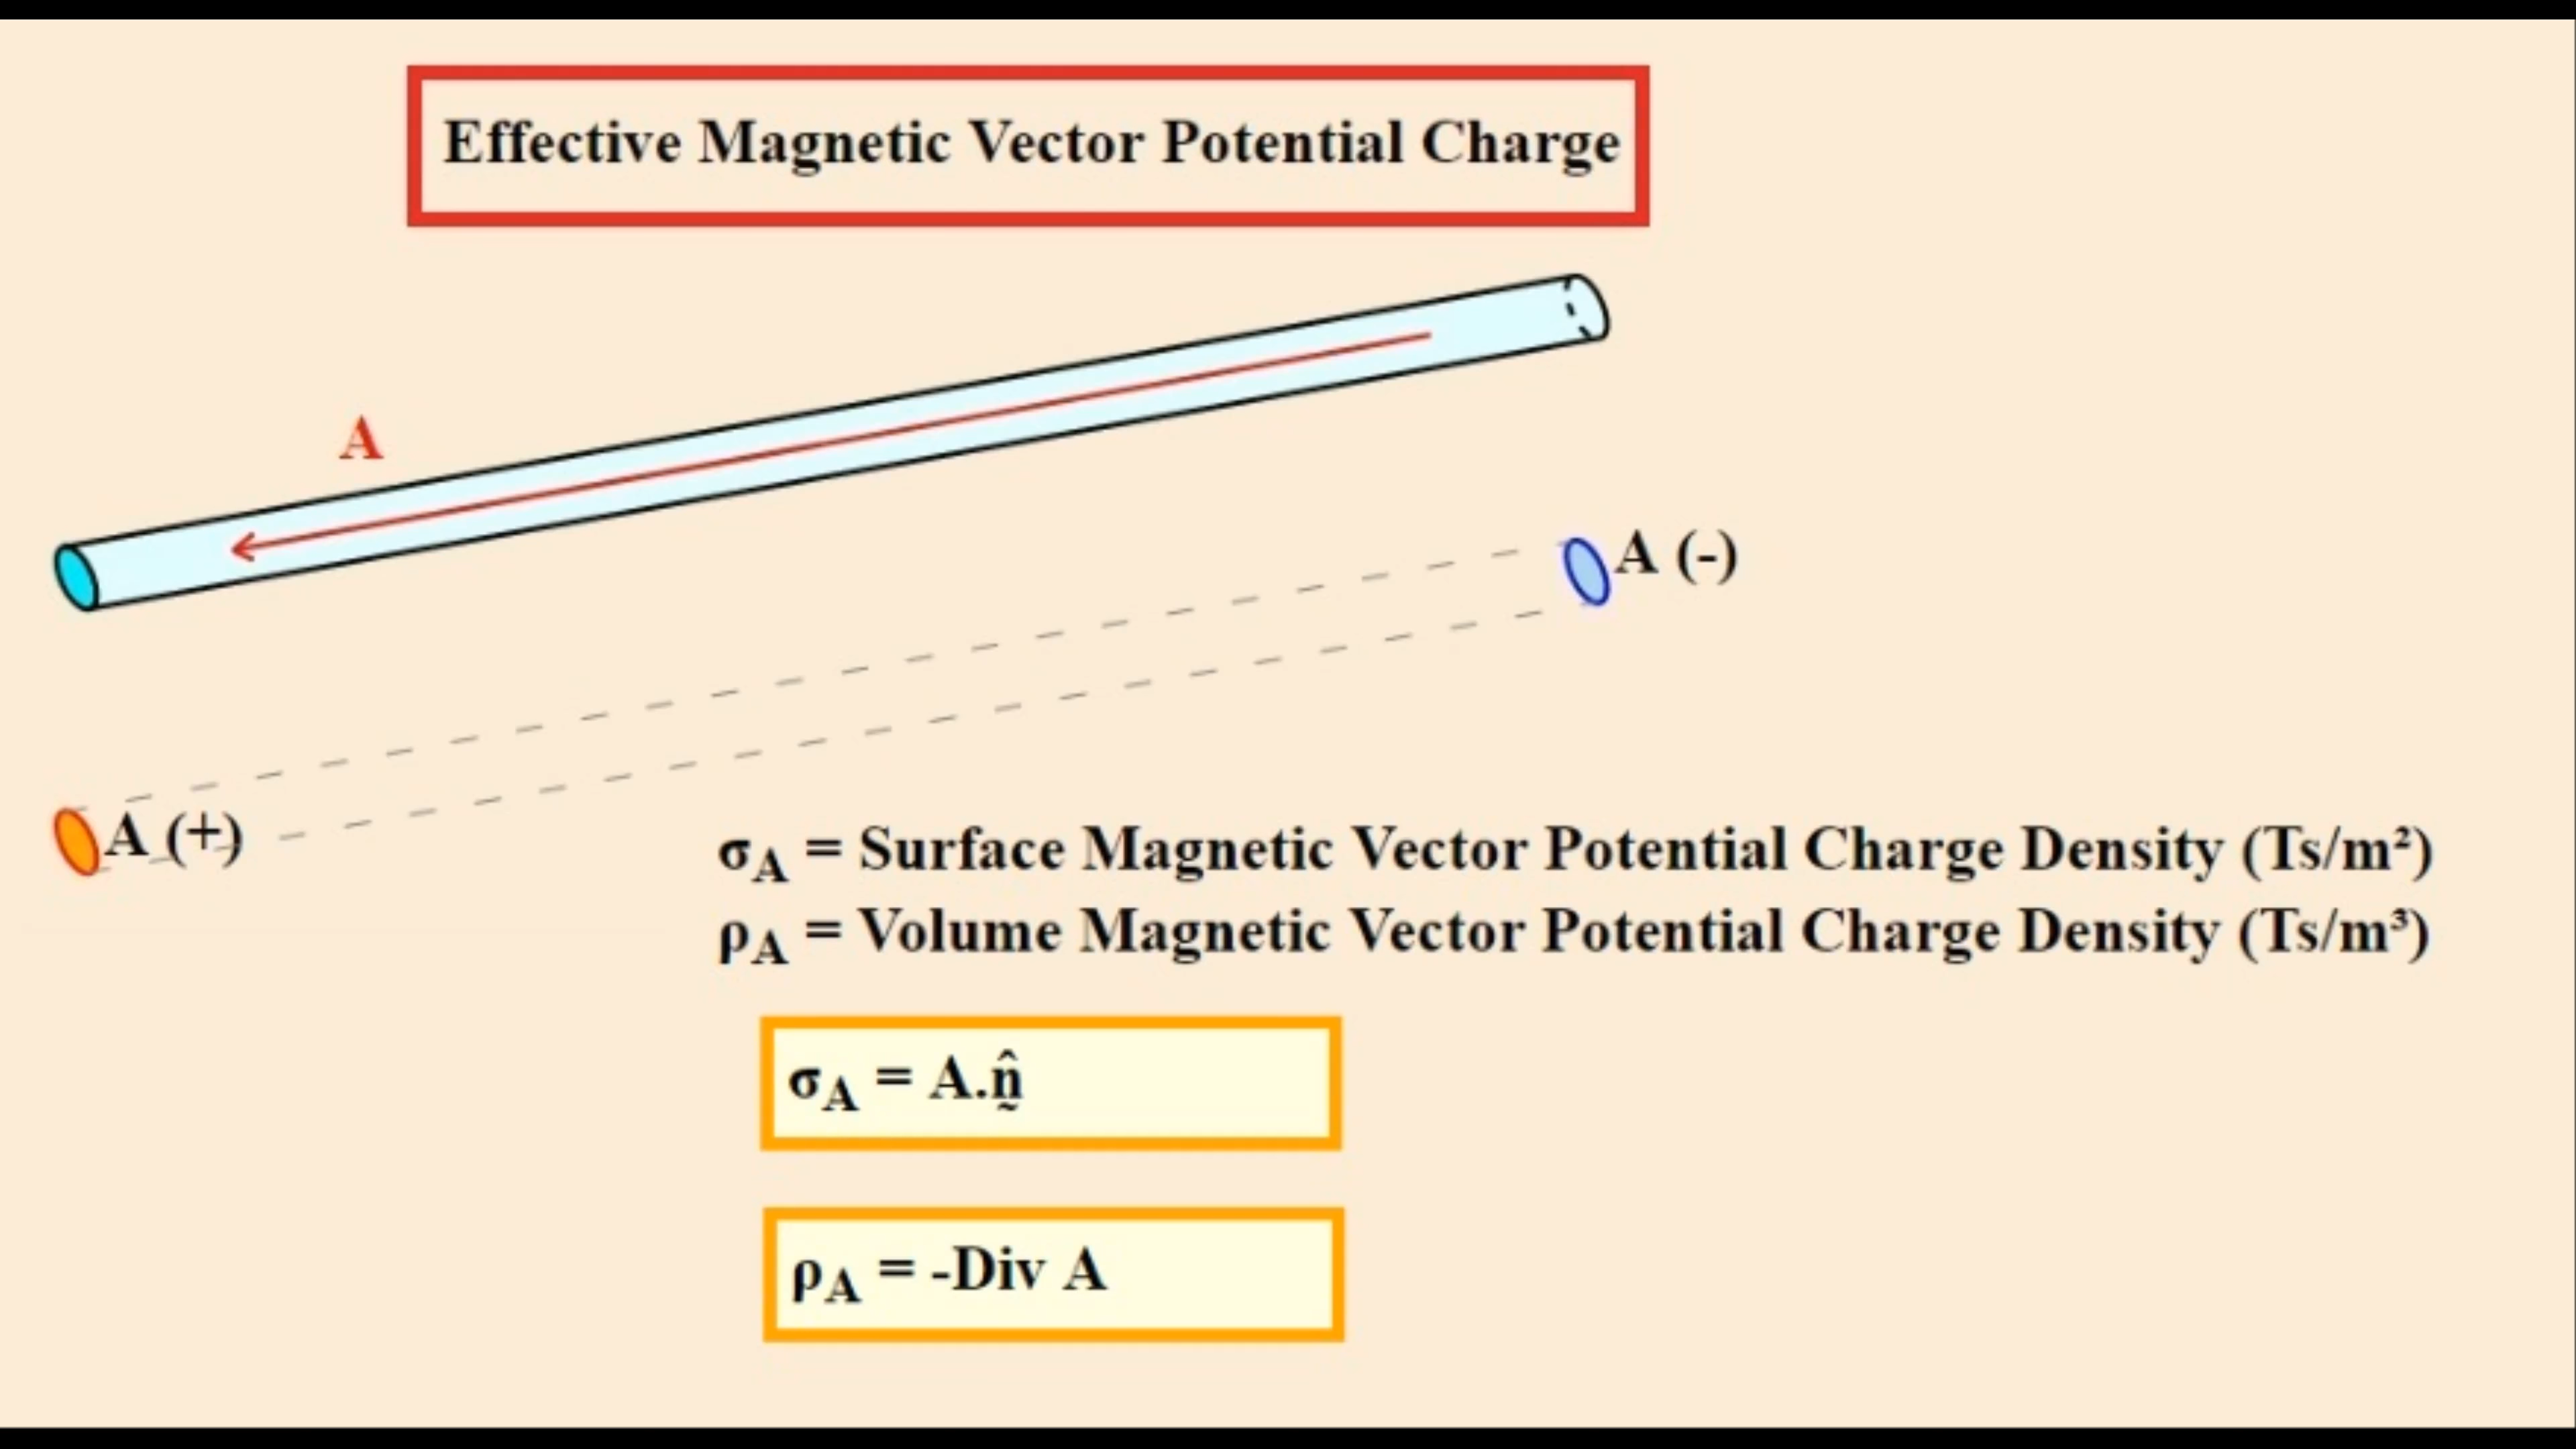 Effective Magnetic Vector Potential Charge
A
A (-)
A (+)
σA = Surface Magnetic Vector Potential Charge Density (Ts/m²)
ρA = Volume Magnetic Vector Potential Charge Density (Ts/m³)
σA = A.n̰̂
ρA = -Div A